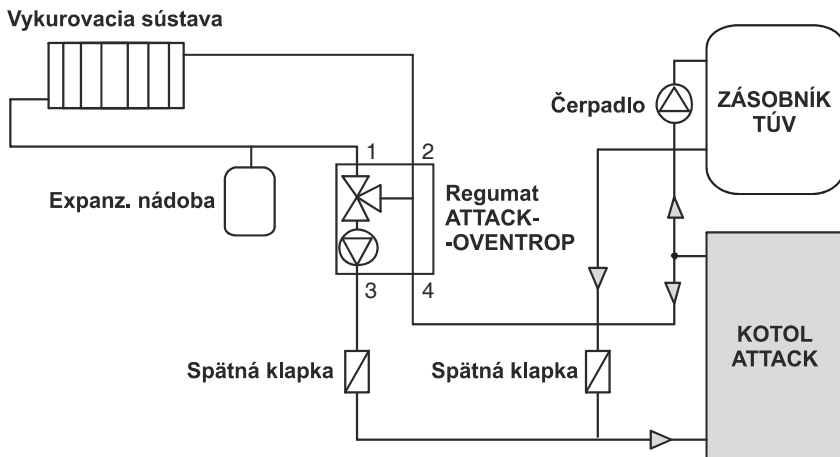 Vykurovacia sústava
Čerpadlo
ZÁSOBNÍK
TÚV
1
2
Expanz. nádoba
Regumat
ATTACK-
-OVENTROP
3
4
Spätná klapka
Spätná klapka
KOTOL
ATTACK